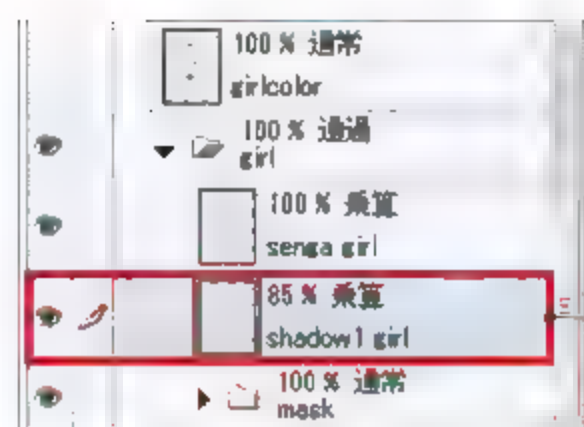 100 % 通常
girlcolor
100 % 通過
girl
100 % 乗算
senga girl
85 % 乗算
shadow1 girl
100 % 通常
mask